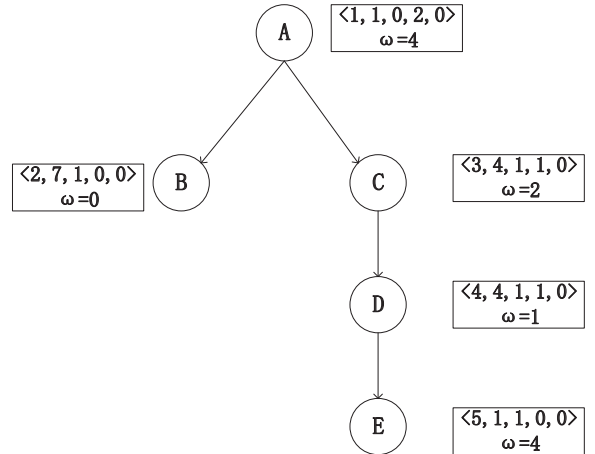 A
<1, 1, 0, 2, 0>
ω=4
<2, 7, 1, 0, 0>
ω=0
B
C
<3, 4, 1, 1, 0>
ω=2
D
<4, 4, 1, 1, 0>
ω=1
E
<5, 1, 1, 0, 0>
ω=4